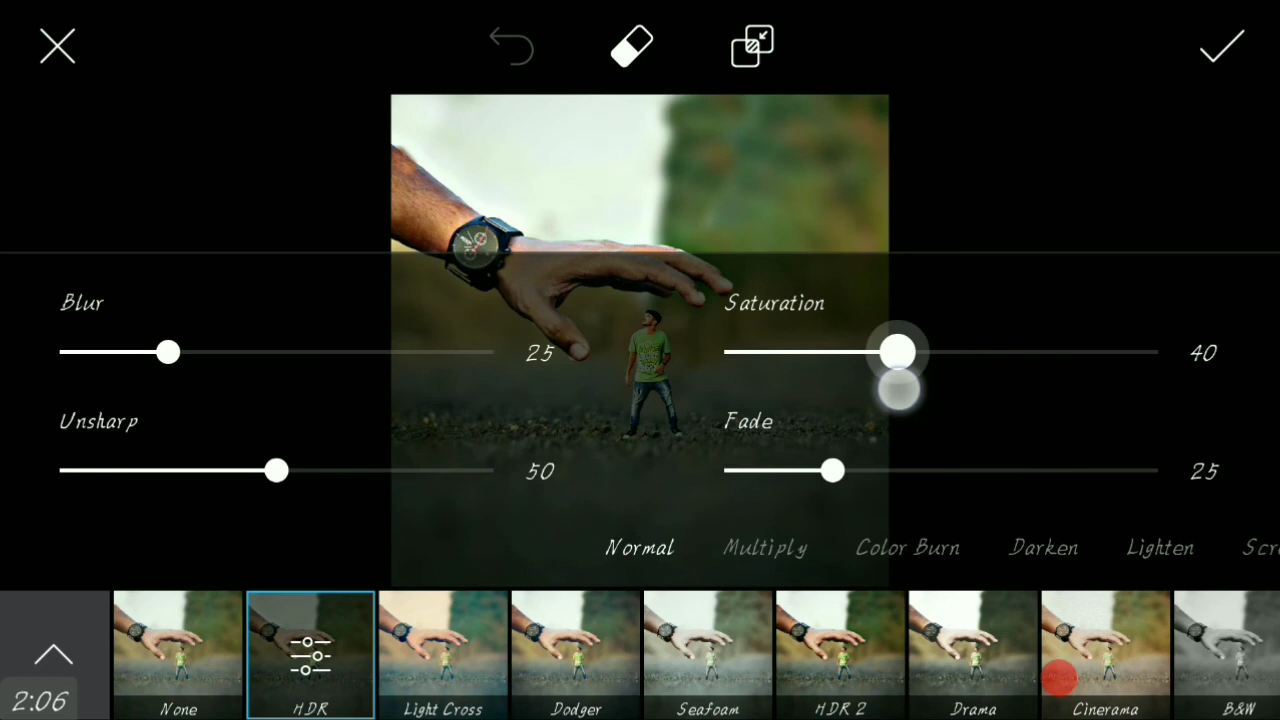 Blur
25
Saturation
40
Unsharp
50
Fade
25
Normal Multiply Color Burn Darken Lighten Scr
2:06
None HDR Light Cross Dodger Seafoam HDR 2 Drama Cinerama B&W